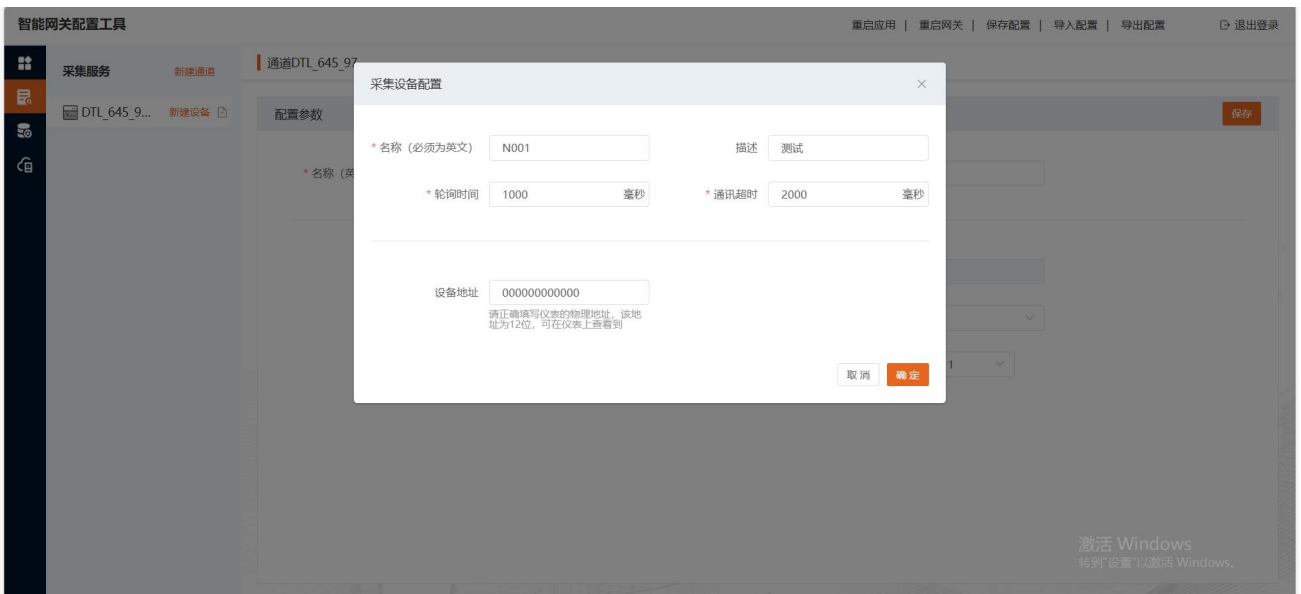 智能网关配置工具
重启应用 | 重启网关 | 保存配置 | 导入配置 | 导出配置 退出登录
采集服务 新建通道
通道DTL_645_97
DTL_645_9... 新建设备
配置参数
保存
* 名称（英
采集设备配置
* 名称（必须为英文） N001
描述 测试
* 轮询时间 1000 毫秒
* 通讯超时 2000 毫秒
设备地址 000000000000
请正确填写仪表的物理地址，该地
址为12位，可在仪表上查看到
取消 确定
1
激活 Windows
转到"设置"以激活 Windows。